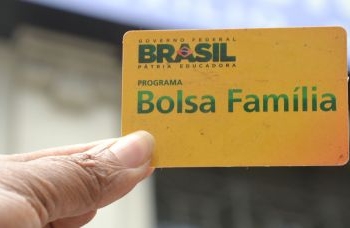 GOVERNO FEDERAL
BRASIL
PÁTRIA EDUCADORA
PROGRAMA
Bolsa Família